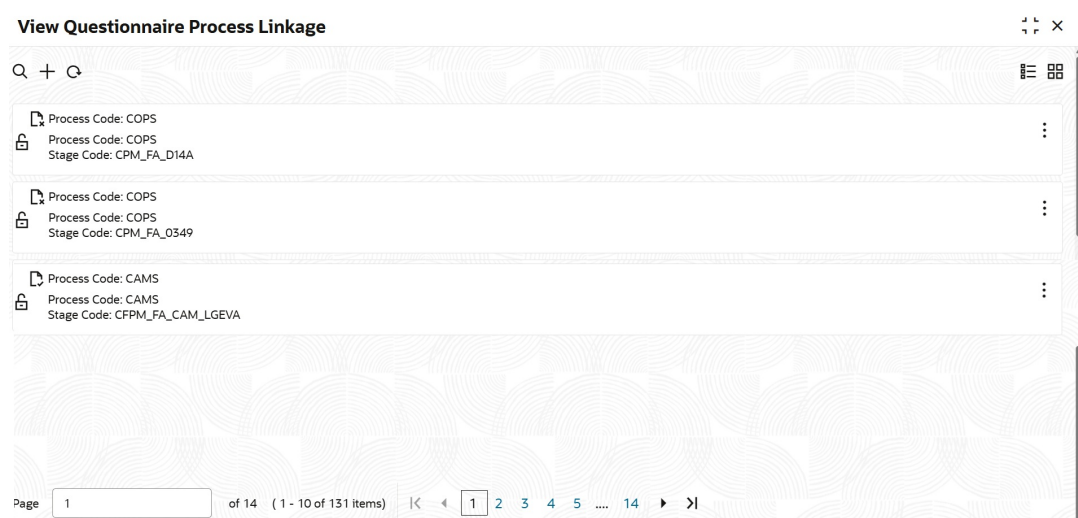 View Questionnaire Process Linkage
Process Code: COPS
Process Code: COPS
Stage Code: CPM_FA_D14A
Process Code: COPS
Process Code: COPS
Stage Code: CPM_FA_0349
Process Code: CAMS
Process Code: CAMS
Stage Code: CFPM_FA_CAM_LGEVA
Page 1 of 14 ( 1 - 10 of 131 items) 1 2 3 4 5 .... 14